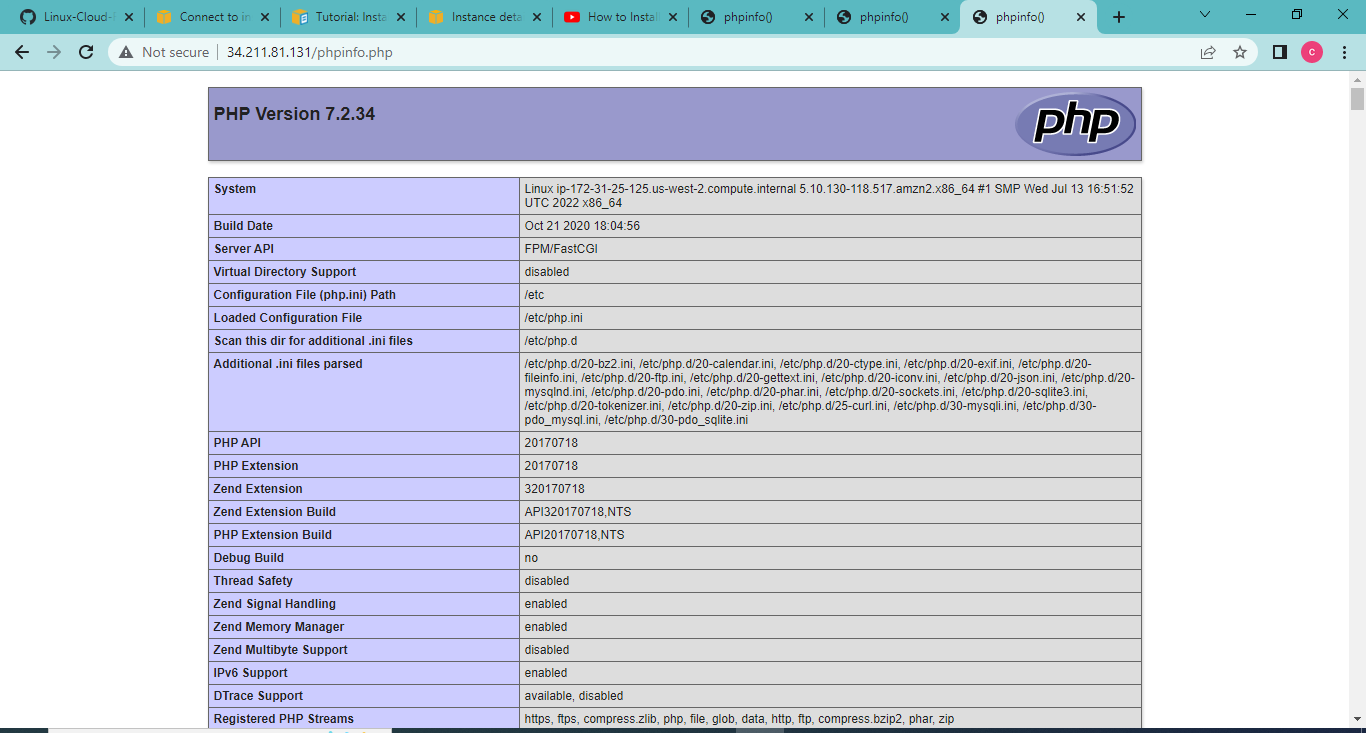 Linux-Cloud-
Connect to in
Tutorial: Insta
Instance deta
How to Install
phpinfo()
phpinfo()
phpinfo()
Not secure
34.211.81.131/phpinfo.php
c
PHP Version 7.2.34
php
System
Linux ip-172-31-25-125.us-west-2.compute.internal 5.10.130-118.517.amzn2.x86_64 #1 SMP Wed Jul 13 16:51:52
UTC 2022 x86_64
Build Date
Oct 21 2020 18:04:56
Server API
FPM/FastCGI
Virtual Directory Support
disabled
Configuration File (php.ini) Path
/etc
Loaded Configuration File
/etc/php.ini
Scan this dir for additional .ini files
/etc/php.d
Additional .ini files parsed
/etc/php.d/20-bz2.ini, /etc/php.d/20-calendar.ini, /etc/php.d/20-ctype.ini, /etc/php.d/20-exif.ini, /etc/php.d/20-
fileinfo.ini, /etc/php.d/20-ftp.ini, /etc/php.d/20-gettext.ini, /etc/php.d/20-iconv.ini, /etc/php.d/20-json.ini, /etc/php.d/20-
mysqlnd.ini, /etc/php.d/20-pdo.ini, /etc/php.d/20-phar.ini, /etc/php.d/20-sockets.ini, /etc/php.d/20-sqlite3.ini,
/etc/php.d/20-tokenizer.ini, /etc/php.d/20-zip.ini, /etc/php.d/25-curl.ini, /etc/php.d/30-mysqli.ini, /etc/php.d/30-
pdo_mysql.ini, /etc/php.d/30-pdo_sqlite.ini
PHP API
20170718
PHP Extension
20170718
Zend Extension
320170718
Zend Extension Build
API320170718,NTS
PHP Extension Build
API20170718,NTS
Debug Build
no
Thread Safety
disabled
Zend Signal Handling
enabled
Zend Memory Manager
enabled
Zend Multibyte Support
disabled
IPv6 Support
enabled
DTrace Support
available, disabled
Registered PHP Streams
https, ftps, compress.zlib, php, file, glob, data, http, ftp, compress.bzip2, phar, zip